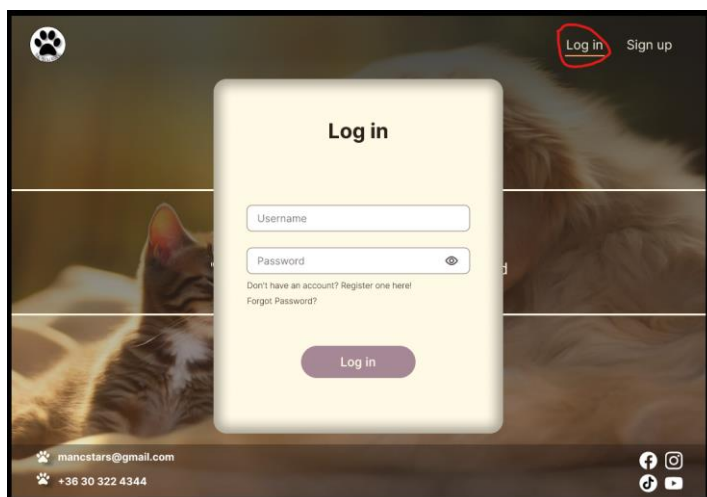 Log in Sign up
Log in
Username
Password
Don't have an account? Register one here!
Forgot Password?
Log in
mancstars@gmail.com
+36 30 322 4344